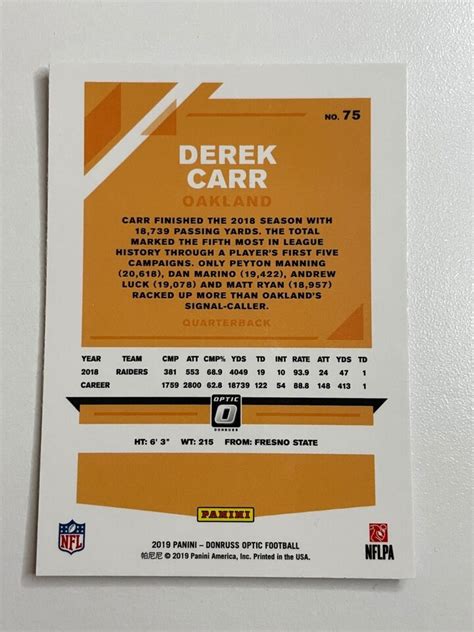 NO. 75
DEREK
CARR
OAKLAND
CARR FINISHED THE 2018 SEASON WITH
18,739 PASSING YARDS. THE TOTAL
MARKED THE FIFTH MOST IN LEAGUE
HISTORY THROUGH A PLAYER'S FIRST FIVE
CAMPAIGNS. ONLY PEYTON MANNING
(20,618), DAN MARINO (19,422), ANDREW
LUCK (19,078) AND MATT RYAN (18,957)
RACKED UP MORE THAN OAKLAND'S
SIGNAL-CALLER.
QUARTERBACK
YEAR TEAM CMP ATT CMP% YDS TD INT RATE ATT YDS TD
2018 RAIDERS 381 553 68.9 4049 19 10 93.9 24 47 1
CAREER 1759 2800 62.8 18739 122 54 88.8 148 413 1
OPTIC
DONRUSS
HT: 6' 3" WT: 215 FROM: FRESNO STATE
PANINI
NFL
NFLPA
2019 PANINI – DONRUSS OPTIC FOOTBALL
帕尼尼 © 2019 Panini America, Inc. Printed in the USA.